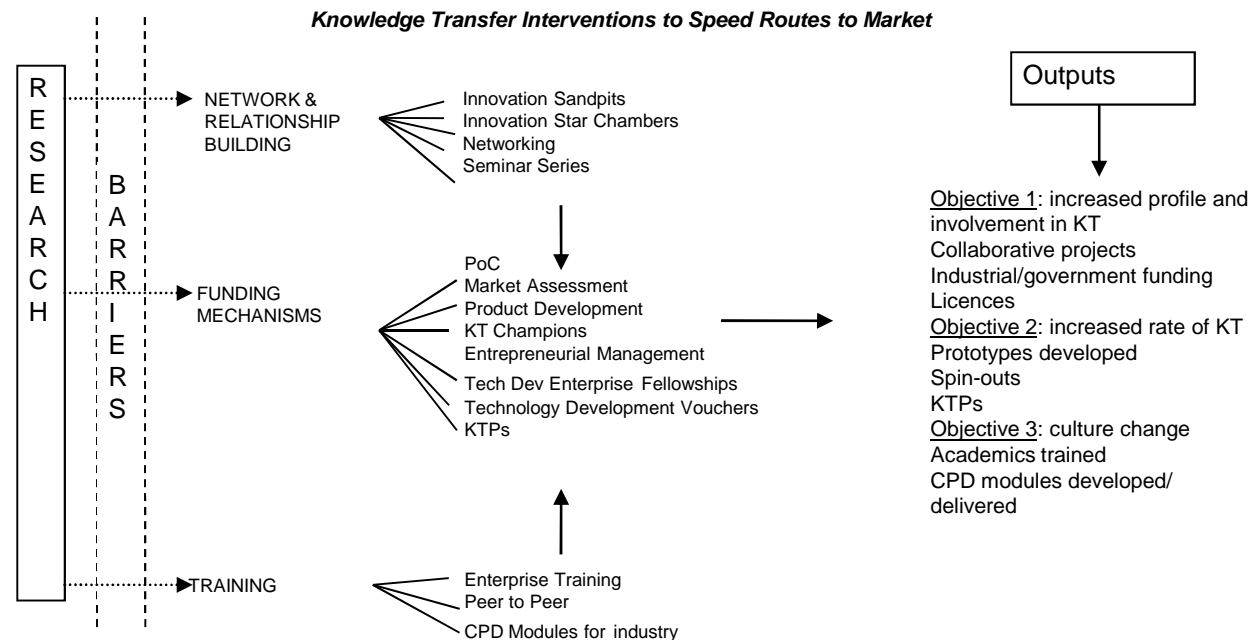 Knowledge Transfer Interventions to Speed Routes to Market
RESEARCH
BARRIERS
NETWORK &
RELATIONSHIP
BUILDING
Innovation Sandpits
Innovation Star Chambers
Networking
Seminar Series
FUNDING
MECHANISMS
PoC
Market Assessment
Product Development
KT Champions
Entrepreneurial Management
Tech Dev Enterprise Fellowships
Technology Development Vouchers
KTPs
TRAINING
Enterprise Training
Peer to Peer
CPD Modules for industry
Outputs
Objective 1: increased profile and
involvement in KT
Collaborative projects
Industrial/government funding
Licences
Objective 2: increased rate of KT
Prototypes developed
Spin-outs
KTPs
Objective 3: culture change
Academics trained
CPD modules developed/
delivered